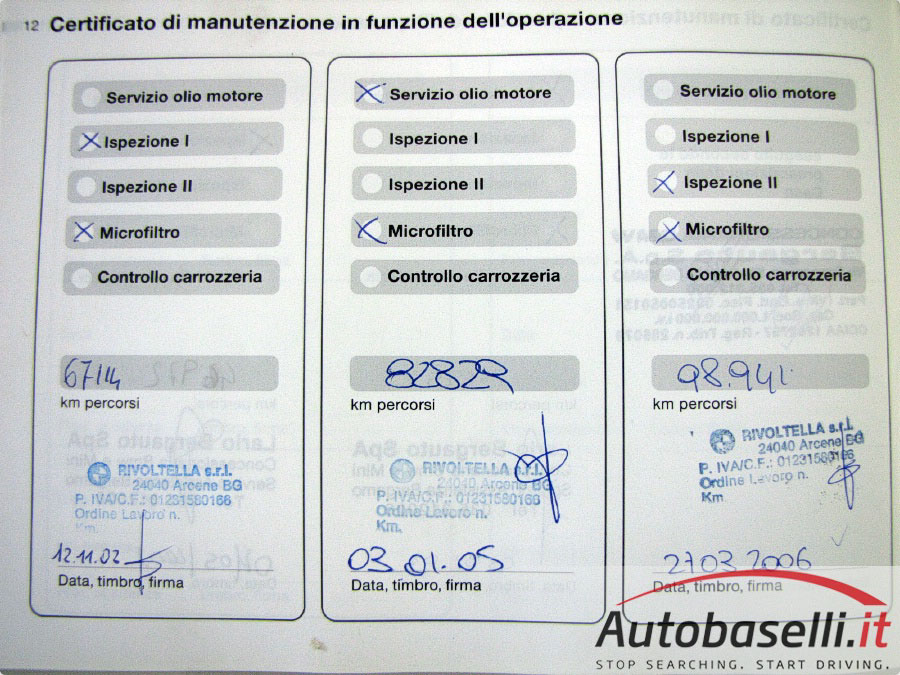 12 Certificato di manutenzione in funzione dell'operazione
Servizio olio motore
Ispezione I
Ispezione II
Microfiltro
Controllo carrozzeria
67114
km percorsi
RIVOLTELLA s.r.l.
24040 Arcene BG
P. IVA/C.F.: 01231580166
Ordine Lavoro n.
Km.
12.11.02
Data, timbro, firma
Servizio olio motore
Ispezione I
Ispezione II
Microfiltro
Controllo carrozzeria
82829
km percorsi
RIVOLTELLA s.r.l.
24040 Arcene BG
P. IVA/C.F.: 01231580166
Ordine Lavoro n.
Km.
03.01.05
Data, timbro, firma
Servizio olio motore
Ispezione I
Ispezione II
Microfiltro
Controllo carrozzeria
98.941
km percorsi
RIVOLTELLA s.r.l.
24040 Arcene BG
P. IVA/C.F.: 01231580166
Ordine Lavoro n.
Km
27032006
Data, timbro, firma
Autobaselli.it
STOP SEARCHING. START DRIVING.